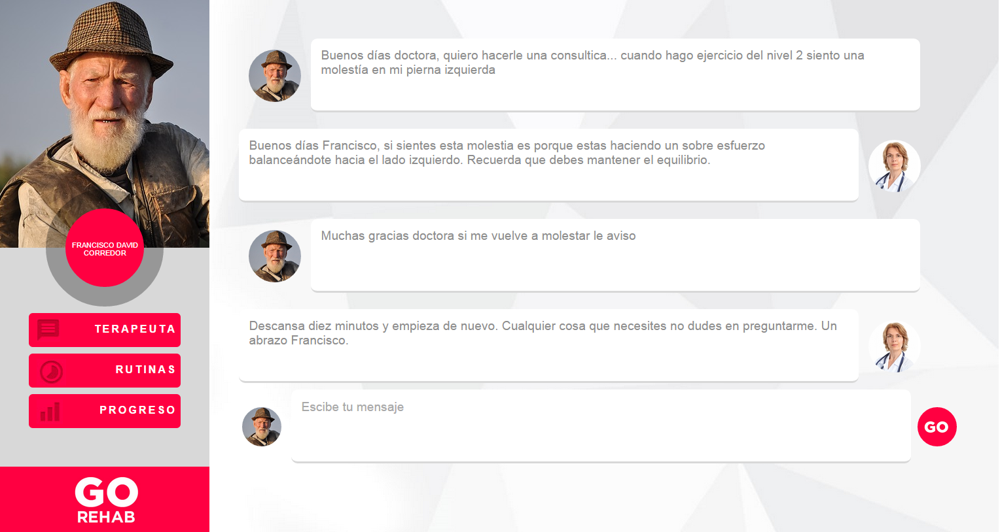 FRANCISCO DAVID
CORREDOR
TERAPEUTA
RUTINAS
PROGRESO
GO
REHAB
Buenos días doctora, quiero hacerle una consultica... cuando hago ejercicio del nivel 2 siento una
molestía en mi pierna izquierda
Buenos días Francisco, si sientes esta molestia es porque estas haciendo un sobre esfuerzo
balanceándote hacia el lado izquierdo. Recuerda que debes mantener el equilibrio.
Muchas gracias doctora si me vuelve a molestar le aviso
Descansa diez minutos y empieza de nuevo. Cualquier cosa que necesites no dudes en preguntarme. Un
abrazo Francisco.
Escibe tu mensaje
GO